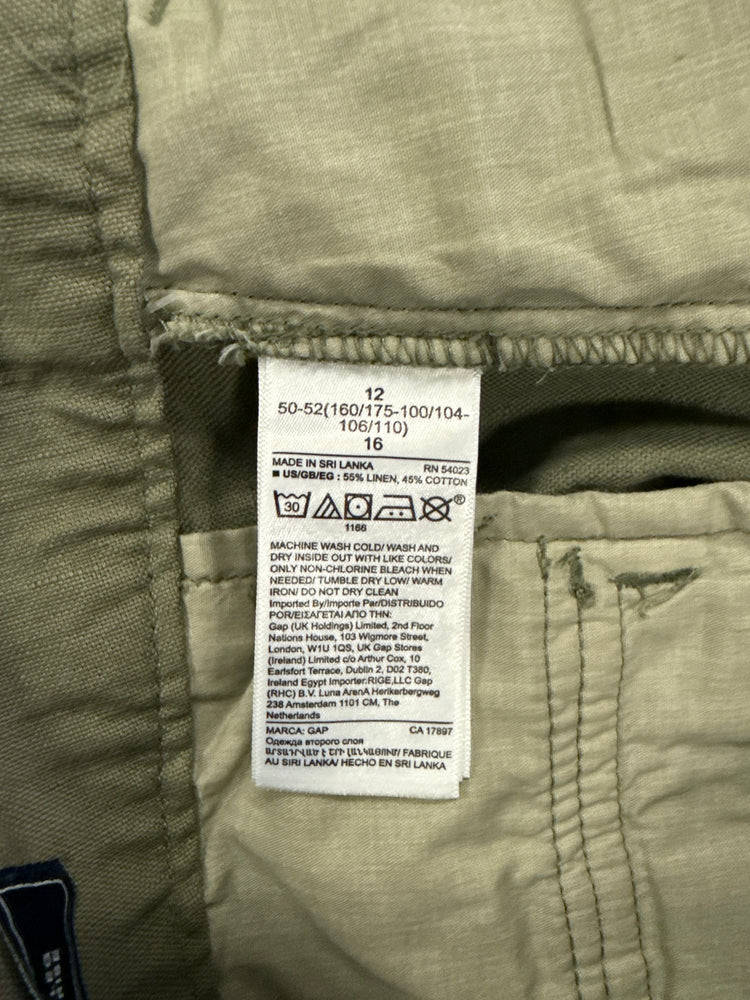 12
50-52(160/175-100/104-
106/110)
16
MADE IN SRI LANKA RN 54023
■ US/GB/EG : 55% LINEN, 45% COTTON
30
1166
MACHINE WASH COLD/ WASH AND
DRY INSIDE OUT WITH LIKE COLORS/
ONLY NON-CHLORINE BLEACH WHEN
NEEDED/ TUMBLE DRY LOW/ WARM
IRON/ DO NOT DRY CLEAN
Imported By/Importe Par/DISTRIBUIDO
POR/ΕΙΣΑΓΕΤΑΙ ΑΠΟ ΤΗΝ:
Gap (UK Holdings) Limited, 2nd Floor
Nations House, 103 Wigmore Street,
London, W1U 1QS, UK Gap Stores
(Ireland) Limited c/o Arthur Cox, 10
Earlsfort Terrace, Dublin 2, D02 T380,
Ireland Egypt Importer:RIGE,LLC Gap
(RHC) B.V. Luna ArenA Herikerbergweg
238 Amsterdam 1101 CM, The
Netherlands
MARCA: GAP CA 17897
Одежда второго слоя
ԱՐՏԱԴՐՎԱԾ Է ՇՐԻ ԼԱՆԿԱՅՈՒՄ/ FABRIQUE
AU SIRI LANKA/ HECHO EN SRI LANKA